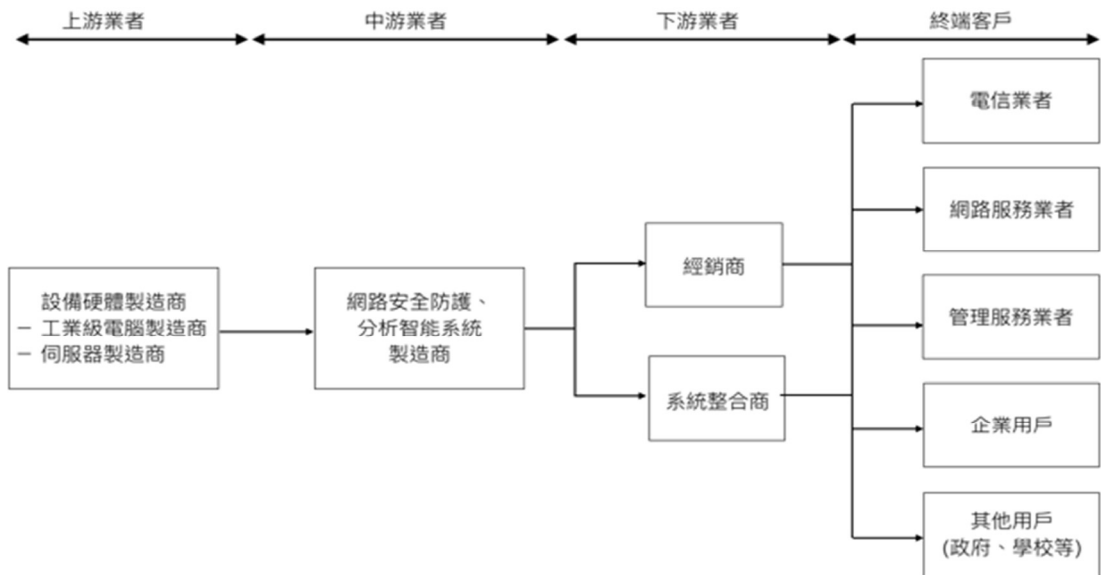 上游業者
中游業者
下游業者
終端客戶
設備硬體製造商
－ 工業級電腦製造商
－ 伺服器製造商
網路安全防護、
分析智能系統
製造商
經銷商
系統整合商
電信業者
網路服務業者
管理服務業者
企業用戶
其他用戶
(政府、學校等)